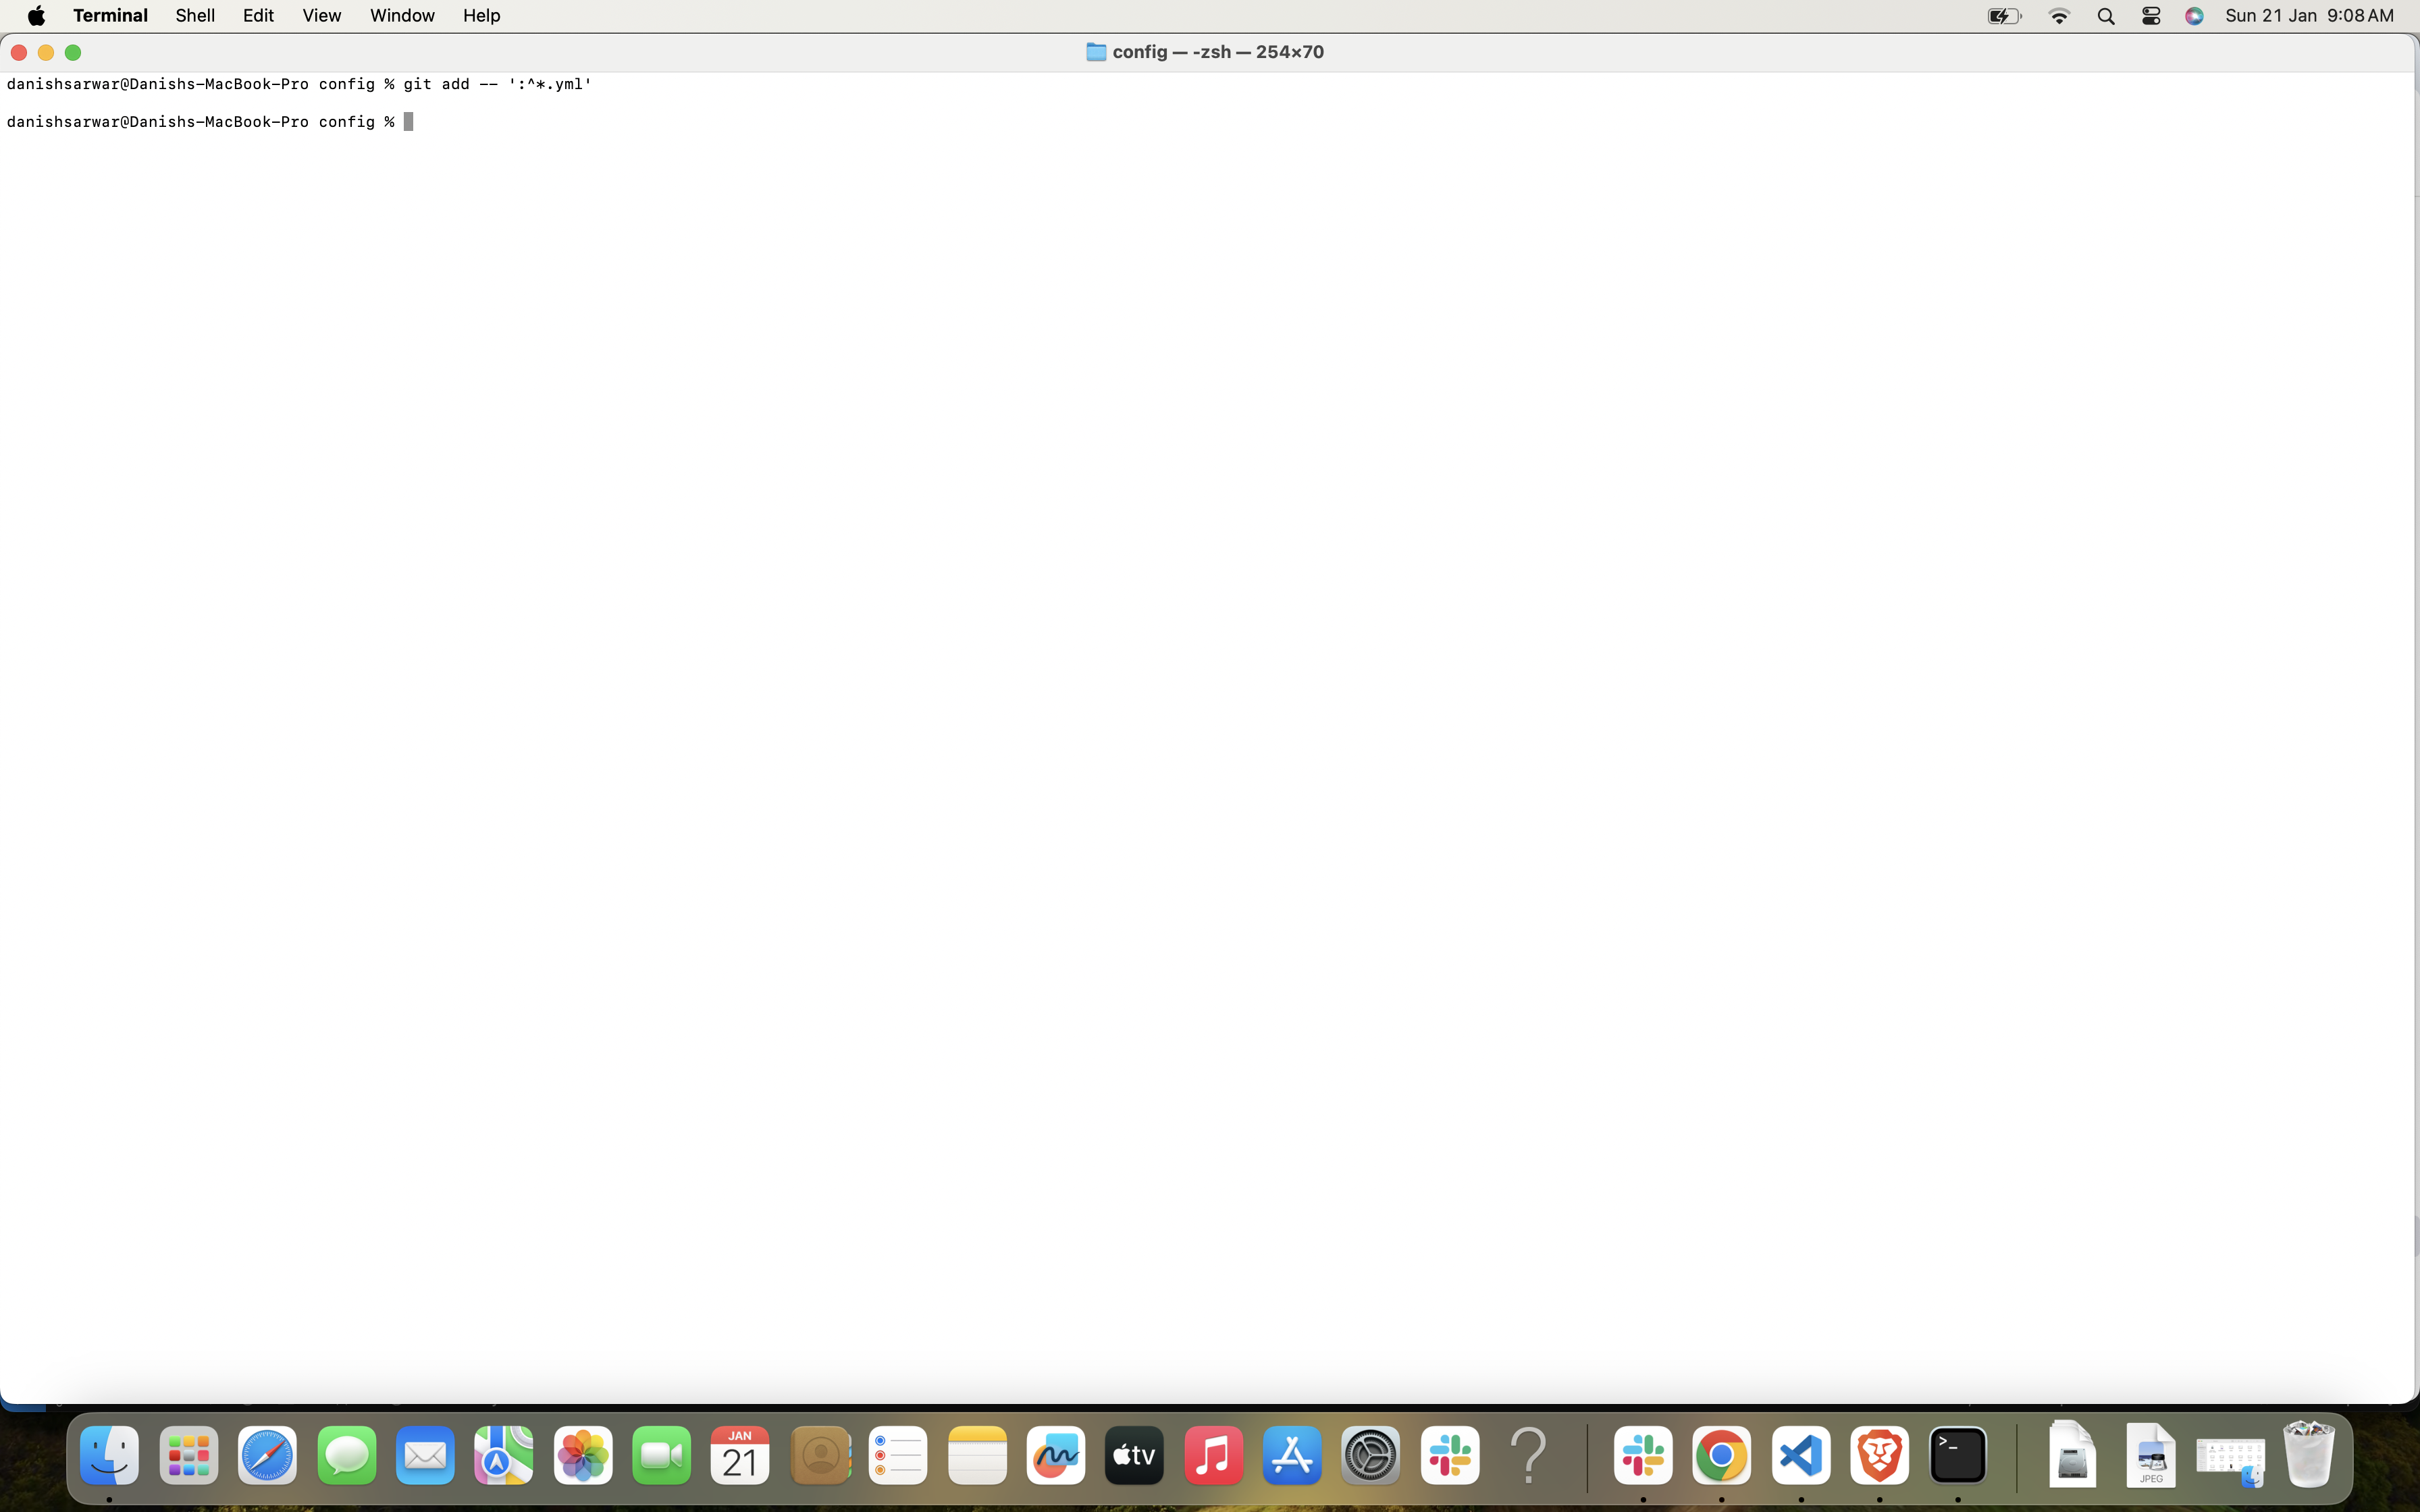 Terminal Shell Edit View Window Help Sun 21 Jan 9:08 AM
config — -zsh — 254×70
danishsarwar@Danishs-MacBook-Pro config % git add -- ':^*.yml'
danishsarwar@Danishs-MacBook-Pro config %
JAN
21
tv
?
>_
JPEG